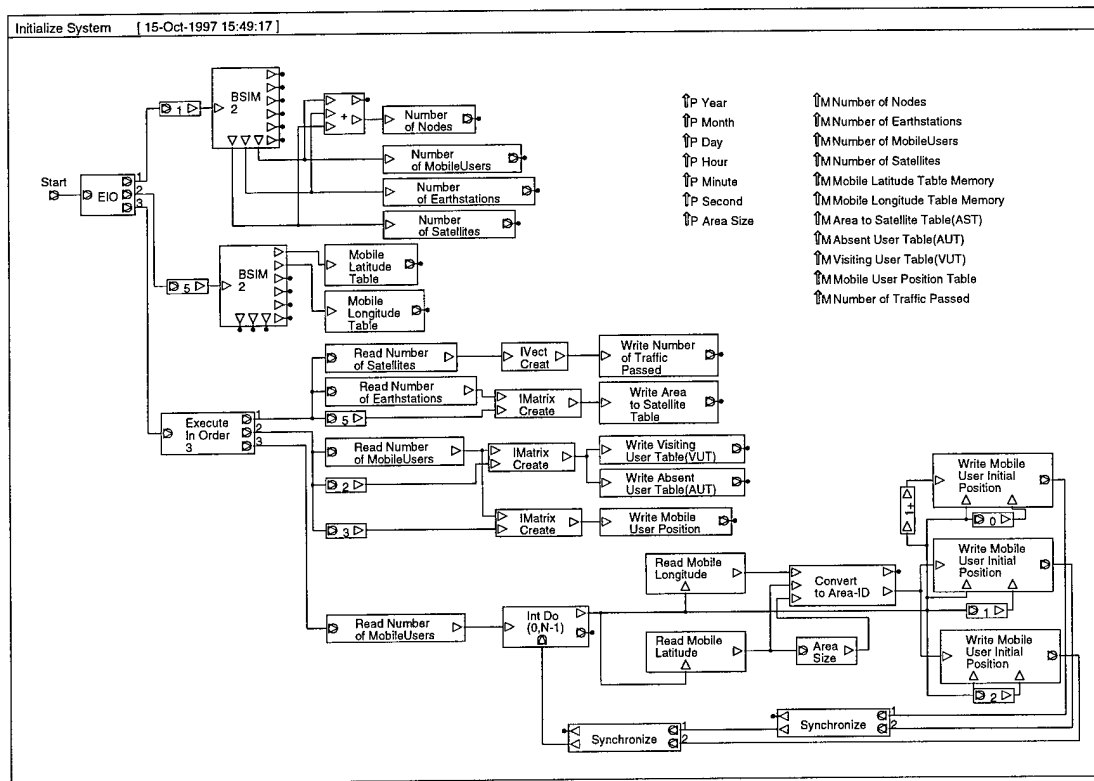 Initialize System [ 15-Oct-1997 15:49:17 ]
Start
EIO
1
2
3
1
BSIM
2
+
Number
of Nodes
Number
of MobileUsers
Number
of Earthstations
Number
of Satellites
5
BSIM
2
Mobile
Latitude
Table
Mobile
Longitude
Table
⇧P Year
⇧P Month
⇧P Day
⇧P Hour
⇧P Minute
⇧P Second
⇧P Area Size
⇧M Number of Nodes
⇧M Number of Earthstations
⇧M Number of MobileUsers
⇧M Number of Satellites
⇧M Mobile Latitude Table Memory
⇧M Mobile Longitude Table Memory
⇧M Area to Satellite Table(AST)
⇧M Absent User Table(AUT)
⇧M Visiting User Table(VUT)
⇧M Mobile User Position Table
⇧M Number of Traffic Passed
Execute
In Order
3
1
2
3
Read Number
of Satellites
IVect
Creat
Write Number
of Traffic
Passed
Read Number
of Earthstations
5
IMatrix
Create
Write Area
to Satellite
Table
Read Number
of MobileUsers
2
IMatrix
Create
Write Visiting
User Table(VUT)
Write Absent
User Table(AUT)
3
IMatrix
Create
Write Mobile
User Position
Read Number
of MobileUsers
Int Do
(0,N-1)
Read Mobile
Longitude
Read Mobile
Latitude
Convert
to Area-ID
Area
Size
1+
Write Mobile
User Initial
Position
0
Write Mobile
User Initial
Position
1
Write Mobile
User Initial
Position
2
Synchronize
1
2
Synchronize
1
2